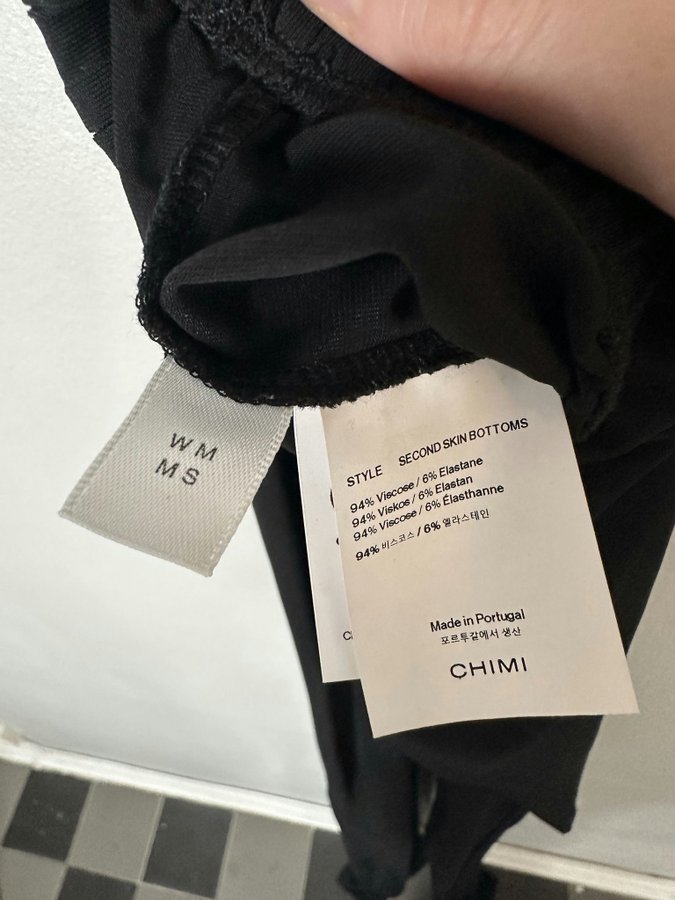 WM
MS
STYLE SECOND SKIN BOTTOMS
94% Viscose / 6% Elastane
94% Viskos / 6% Elastan
94% Viscose / 6% Élasthanne
94% 비스코스 / 6% 엘라스테인
Made in Portugal
포르투갈에서 생산
CHIMI